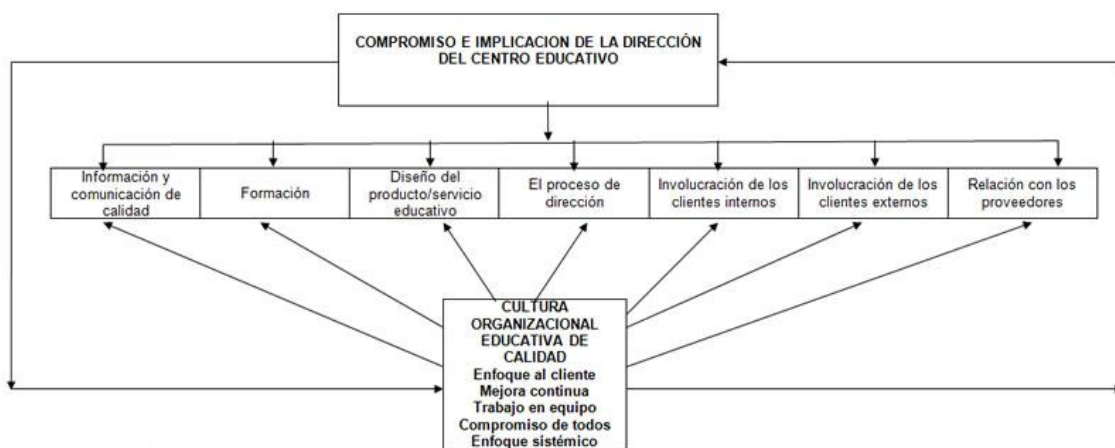 COMPROMISO E IMPLICACION DE LA DIRECCIÓN
DEL CENTRO EDUCATIVO
Información y
comunicación de
calidad
Formación
Diseño del
producto/servicio
educativo
El proceso de
dirección
Involucración de los
clientes internos
Involucración de los
clientes externos
Relación con los
proveedores
CULTURA
ORGANIZACIONAL
EDUCATIVA DE
CALIDAD
Enfoque al cliente
Mejora continua
Trabajo en equipo
Compromiso de todos
Enfoque sistémico